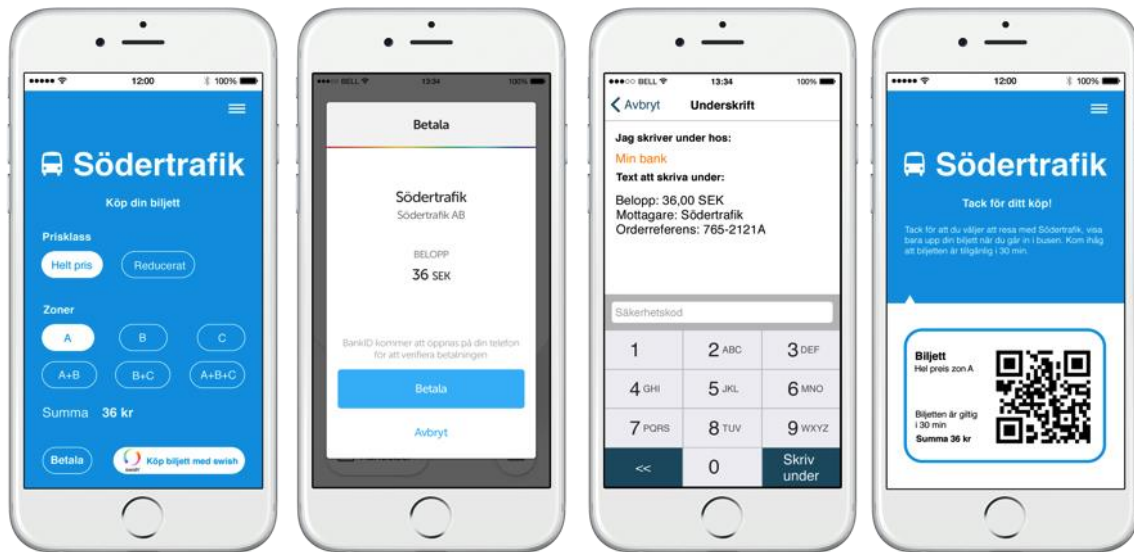 12:00
100%
Södertrafik
Köp din biljett
Prisklass
Helt pris
Reducerat
Zoner
A
B
C
A+B
B+C
A+B+C
Summa 36 kr
Betala
swish
Köp biljett med swish
BELL
13:34
100%
Betala
Södertrafik
Södertrafik AB
BELOPP
36 SEK
BankID kommer att öppnas på din telefon
för att verifiera betalningen
Betala
Avbryt
BELL
13:34
100%
Avbryt
Underskrift
Jag skriver under hos:
Min bank
Text att skriva under:
Belopp: 36,00 SEK
Mottagare: Södertrafik
Orderreferens: 765-2121A
Säkerhetskod
1
2 ABC
3 DEF
4 GHI
5 JKL
6 MNO
7 PQRS
8 TUV
9 WXYZ
<<
0
Skriv
under
12:00
100%
Södertrafik
Tack för ditt köp!
Tack för att du väljer att resa med Södertrafik, visa
bara upp din biljett när du går in i busen. Kom ihåg
att biljetten är tillgänlig i 30 min.
Biljett
Hel preis zon A
Biljetten är giltig
i 30 min
Summa 36 kr